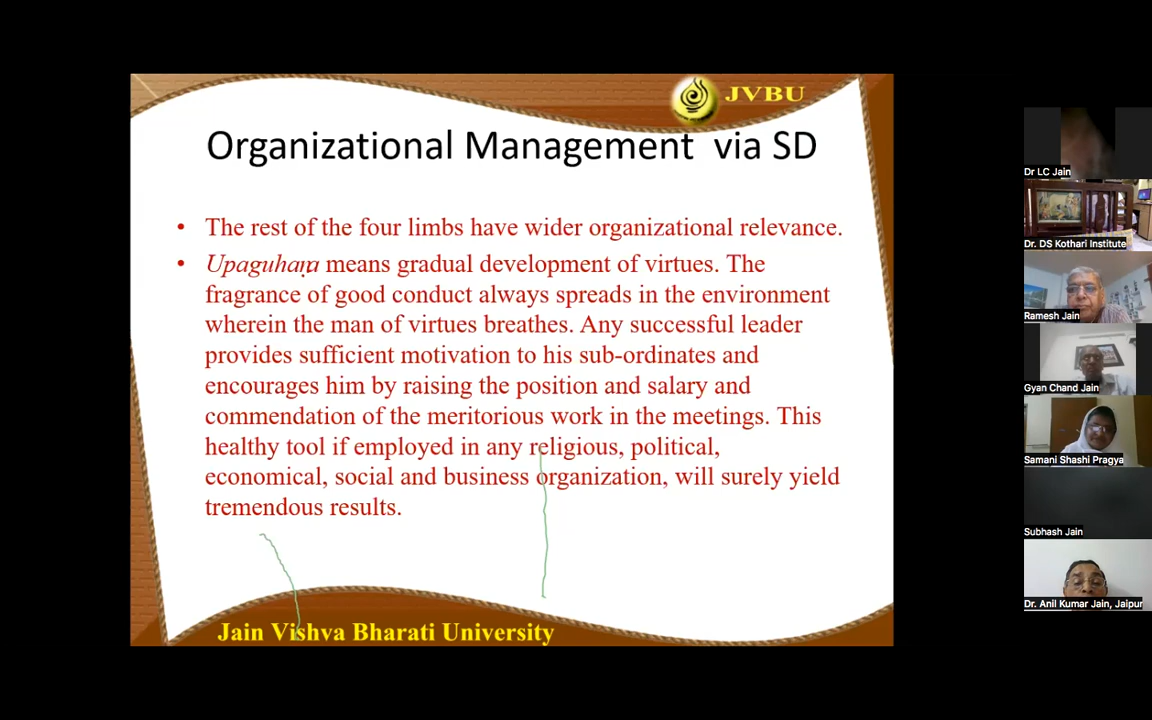 JVBU
Organizational Management via SD
• The rest of the four limbs have wider organizational relevance.
• Upaguhaṇa means gradual development of virtues. The
fragrance of good conduct always spreads in the environment
wherein the man of virtues breathes. Any successful leader
provides sufficient motivation to his sub-ordinates and
encourages him by raising the position and salary and
commendation of the meritorious work in the meetings. This
healthy tool if employed in any religious, political,
economical, social and business organization, will surely yield
tremendous results.
Jain Vishva Bharati University
Dr LC Jain
Dr. DS Kothari Institute
Ramesh Jain
Gyan Chand Jain
Samani Shashi Pragya
Subhash Jain
Dr. Anil Kumar Jain, Jaipur